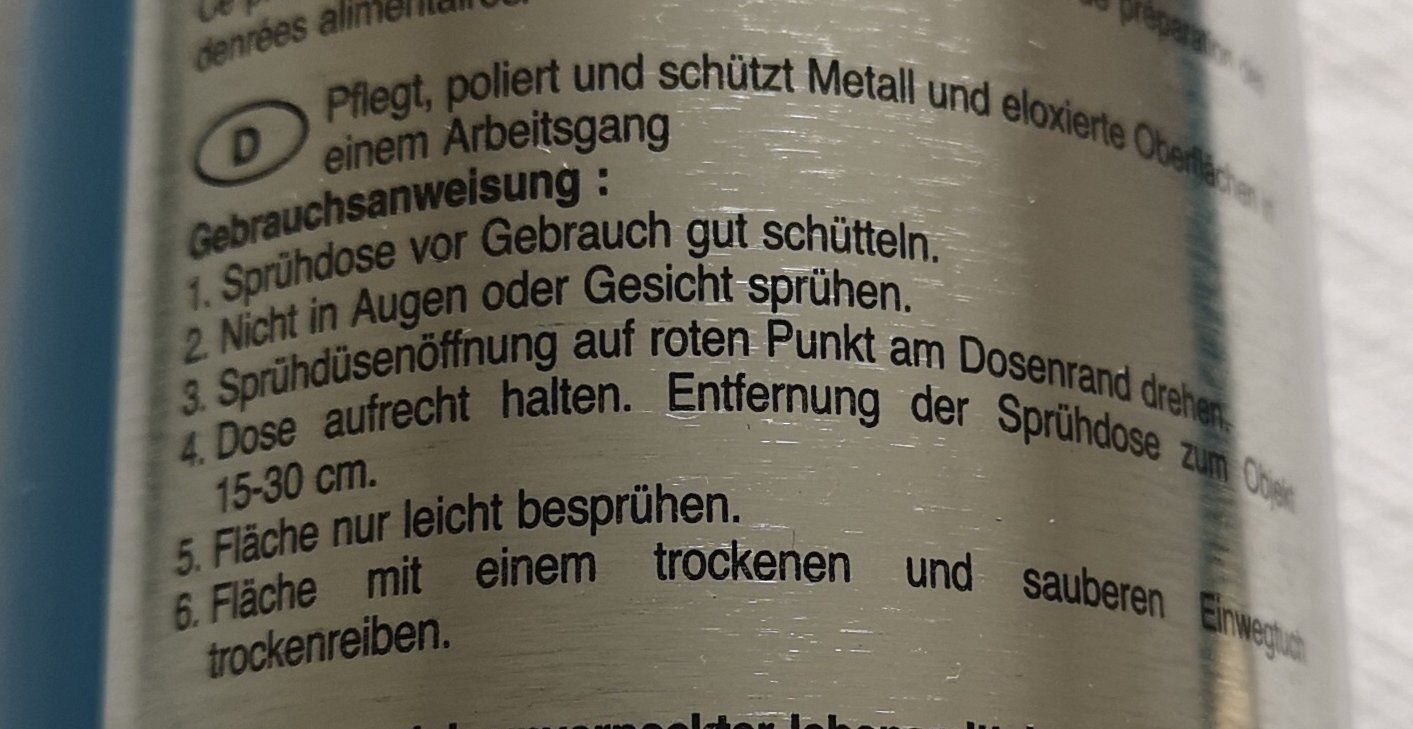 denrées alimentaires.
préparation de
D
Pflegt, poliert und schützt Metall und eloxierte Oberflächen in
einem Arbeitsgang
Gebrauchsanweisung :
1. Sprühdose vor Gebrauch gut schütteln.
2. Nicht in Augen oder Gesicht sprühen.
3. Sprühdüsenöffnung auf roten Punkt am Dosenrand drehen.
4. Dose aufrecht halten. Entfernung der Sprühdose zum Objekt
15-30 cm.
5. Fläche nur leicht besprühen.
6. Fläche mit einem trockenen und sauberen Einwegtuch
trockenreiben.